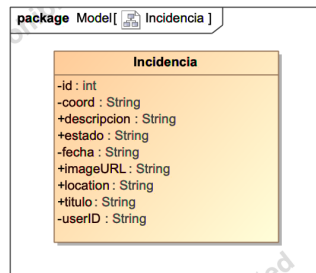 package Model[ Incidencia ]
Incidencia
-id : int
-coord : String
+descripcion : String
+estado : String
-fecha : String
+imageURL : String
+location : String
+titulo : String
-userID : String